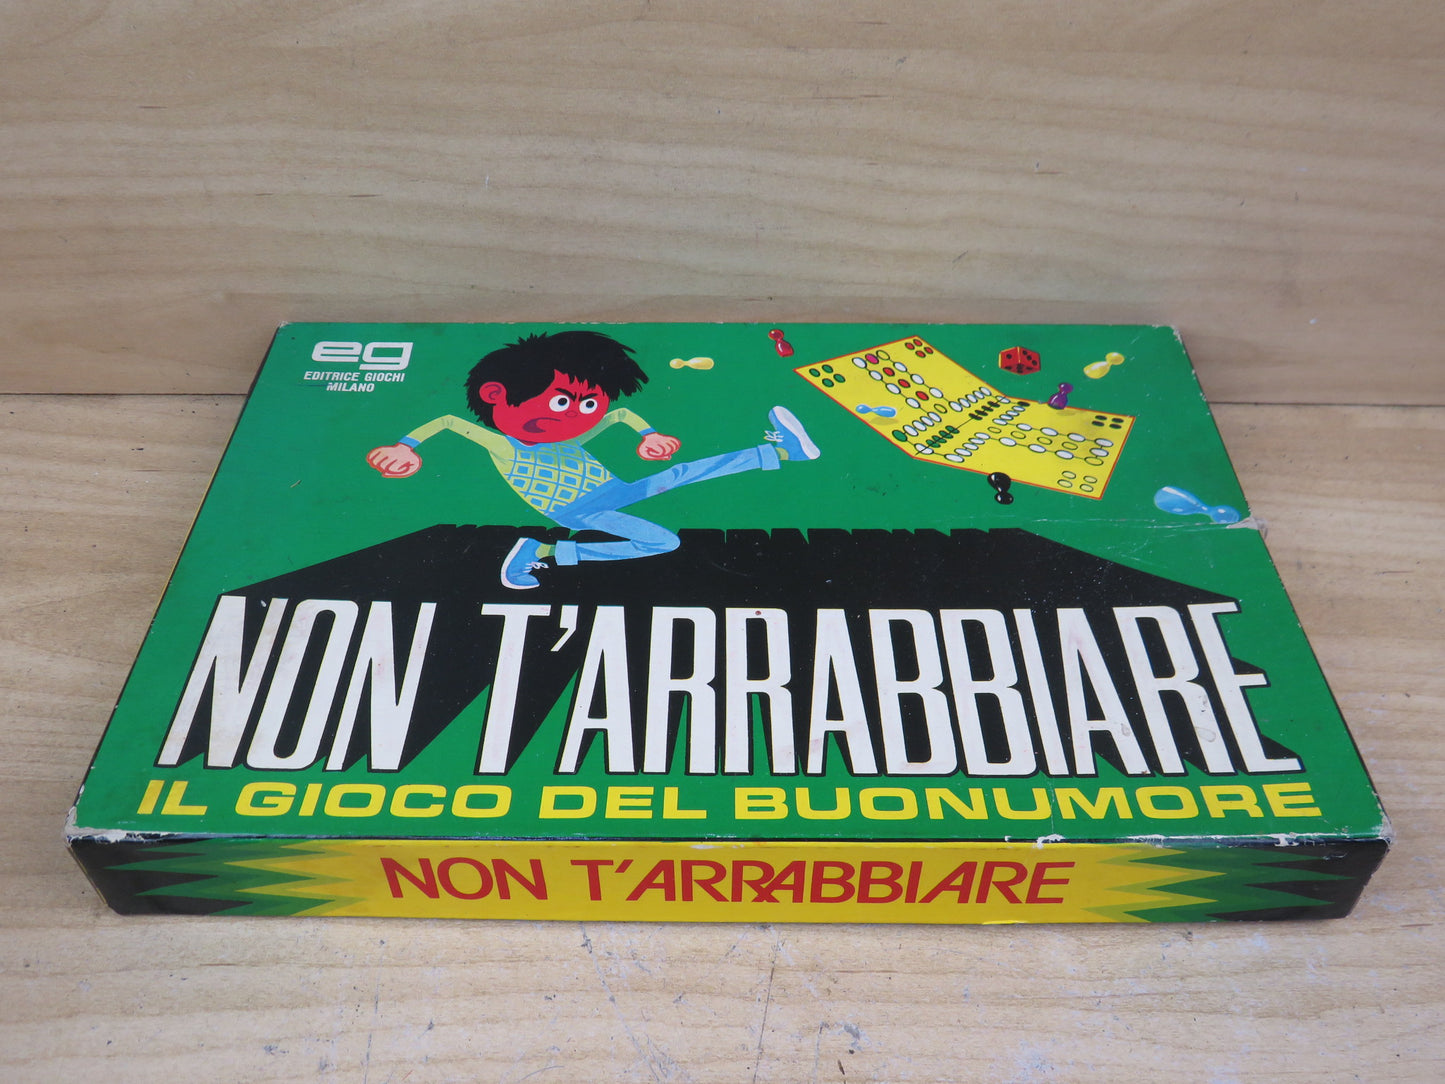 eg
EDITRICE GIOCHI
MILANO
NON T'ARRABBIARE
IL GIOCO DEL BUONUMORE
NON T'ARRABBIARE